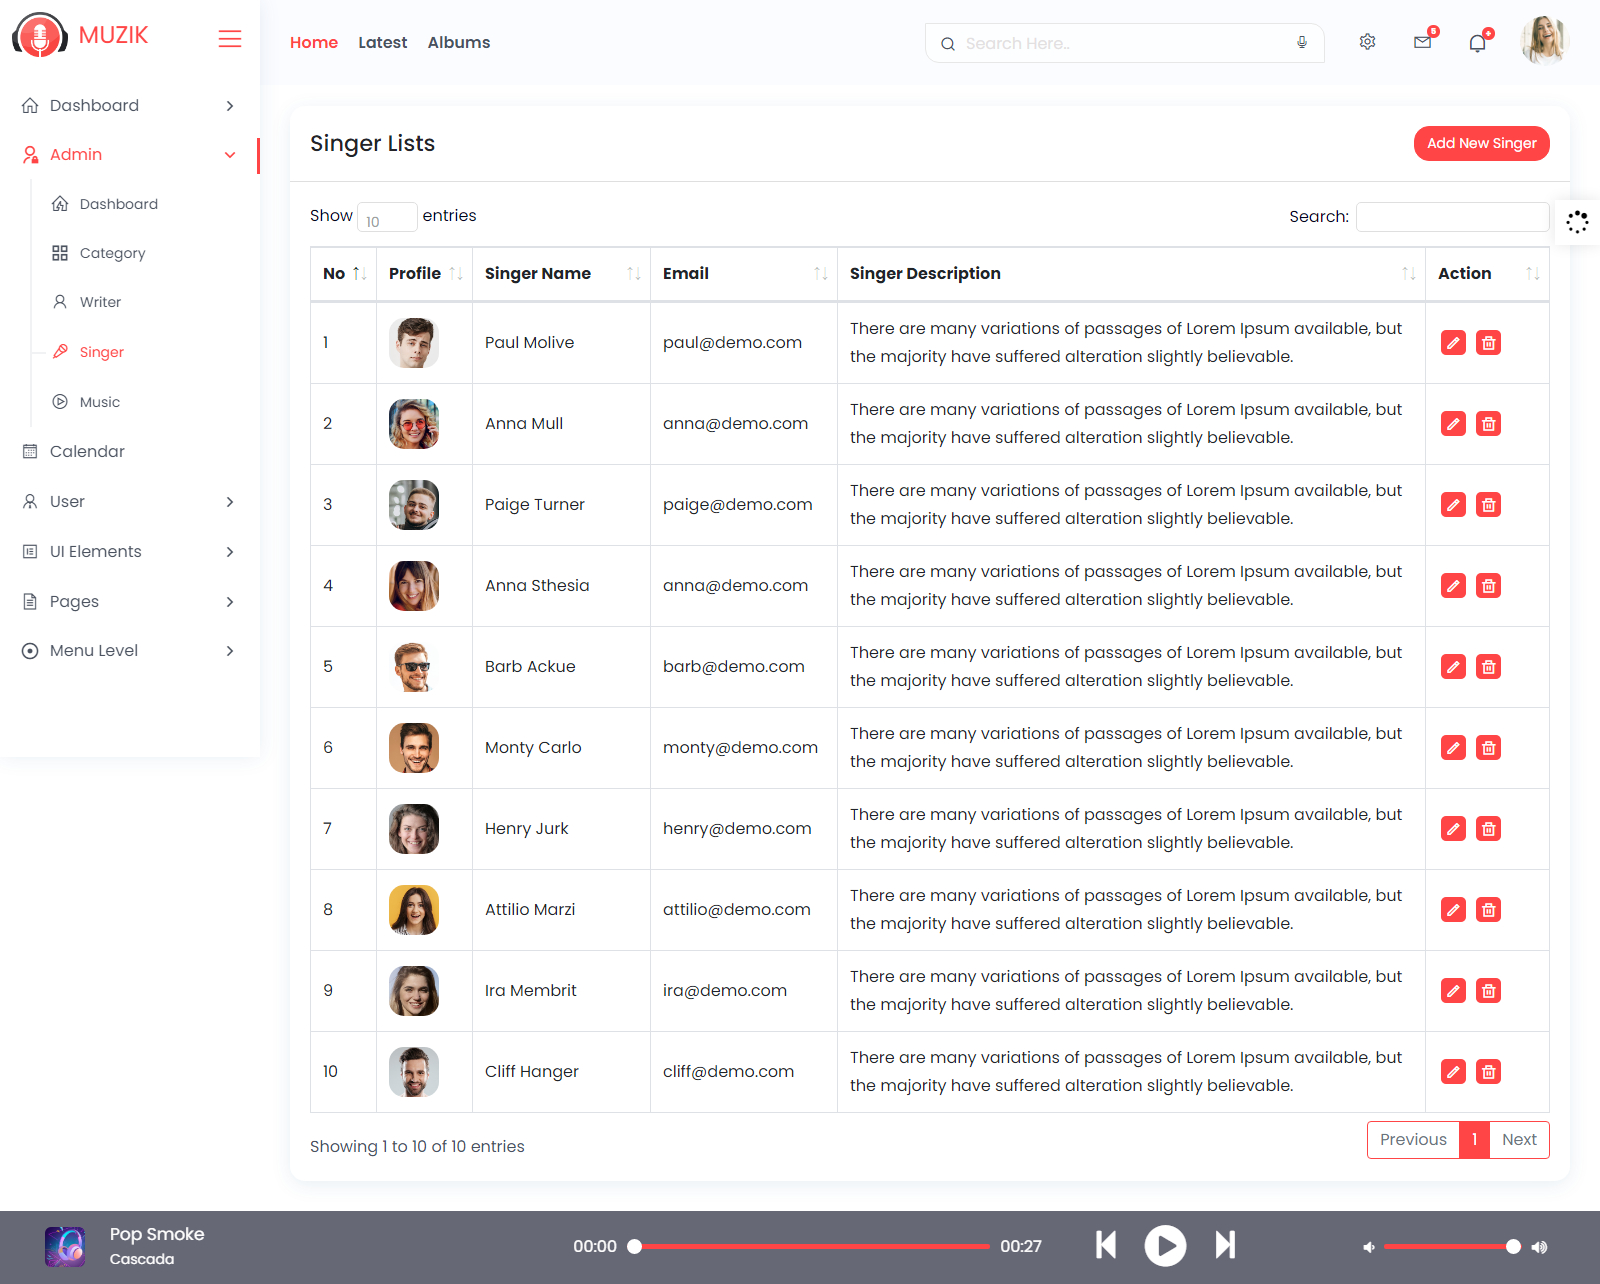 MUZIK
Home Latest Albums
Search Here..
5
Dashboard
Admin
Dashboard
Category
Writer
Singer
Music
Calendar
User
UI Elements
Pages
Menu Level
Singer Lists
Add New Singer
Show 10 entries
Search:
No Profile Singer Name Email Singer Description Action
1 Paul Molive paul@demo.com There are many variations of passages of Lorem Ipsum available, but
the majority have suffered alteration slightly believable.
2 Anna Mull anna@demo.com There are many variations of passages of Lorem Ipsum available, but
the majority have suffered alteration slightly believable.
3 Paige Turner paige@demo.com There are many variations of passages of Lorem Ipsum available, but
the majority have suffered alteration slightly believable.
4 Anna Sthesia anna@demo.com There are many variations of passages of Lorem Ipsum available, but
the majority have suffered alteration slightly believable.
5 Barb Ackue barb@demo.com There are many variations of passages of Lorem Ipsum available, but
the majority have suffered alteration slightly believable.
6 Monty Carlo monty@demo.com There are many variations of passages of Lorem Ipsum available, but
the majority have suffered alteration slightly believable.
7 Henry Jurk henry@demo.com There are many variations of passages of Lorem Ipsum available, but
the majority have suffered alteration slightly believable.
8 Attilio Marzi attilio@demo.com There are many variations of passages of Lorem Ipsum available, but
the majority have suffered alteration slightly believable.
9 Ira Membrit ira@demo.com There are many variations of passages of Lorem Ipsum available, but
the majority have suffered alteration slightly believable.
10 Cliff Hanger cliff@demo.com There are many variations of passages of Lorem Ipsum available, but
the majority have suffered alteration slightly believable.
Showing 1 to 10 of 10 entries
Previous 1 Next
Pop Smoke
Cascada
00:00 00:27